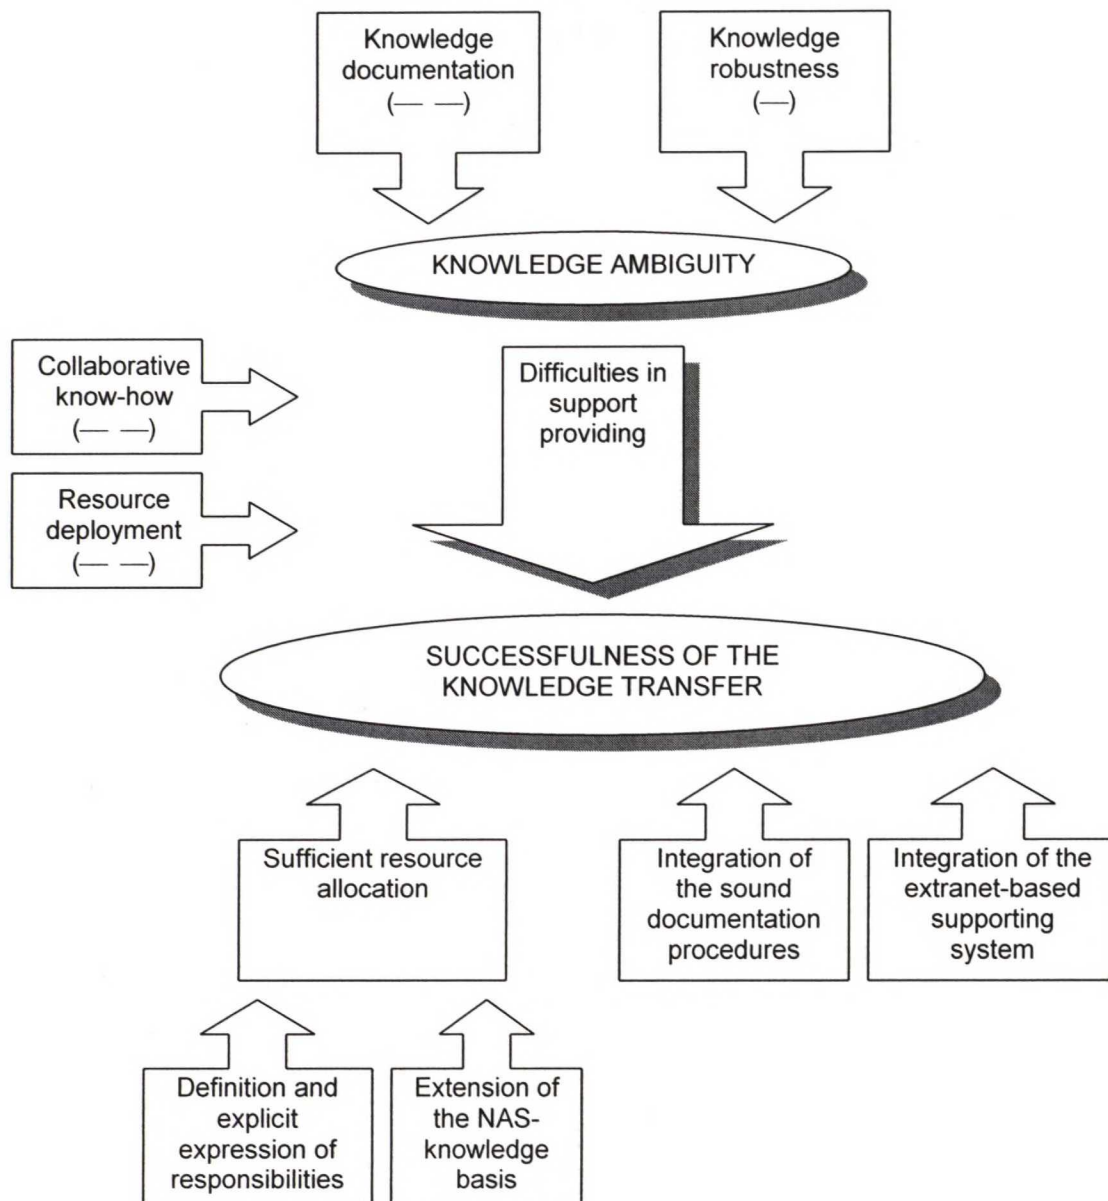 Knowledge
documentation
(— —)
Knowledge
robustness
(—)
KNOWLEDGE AMBIGUITY
Collaborative
know-how
(— —)
Difficulties in
support
providing
Resource
deployment
(— —)
SUCCESSFULNESS OF THE
KNOWLEDGE TRANSFER
Sufficient resource
allocation
Integration of
the sound
documentation
procedures
Integration of the
extranet-based
supporting
system
Definition and
explicit
expression of
responsibilities
Extension of
the NAS-
knowledge
basis